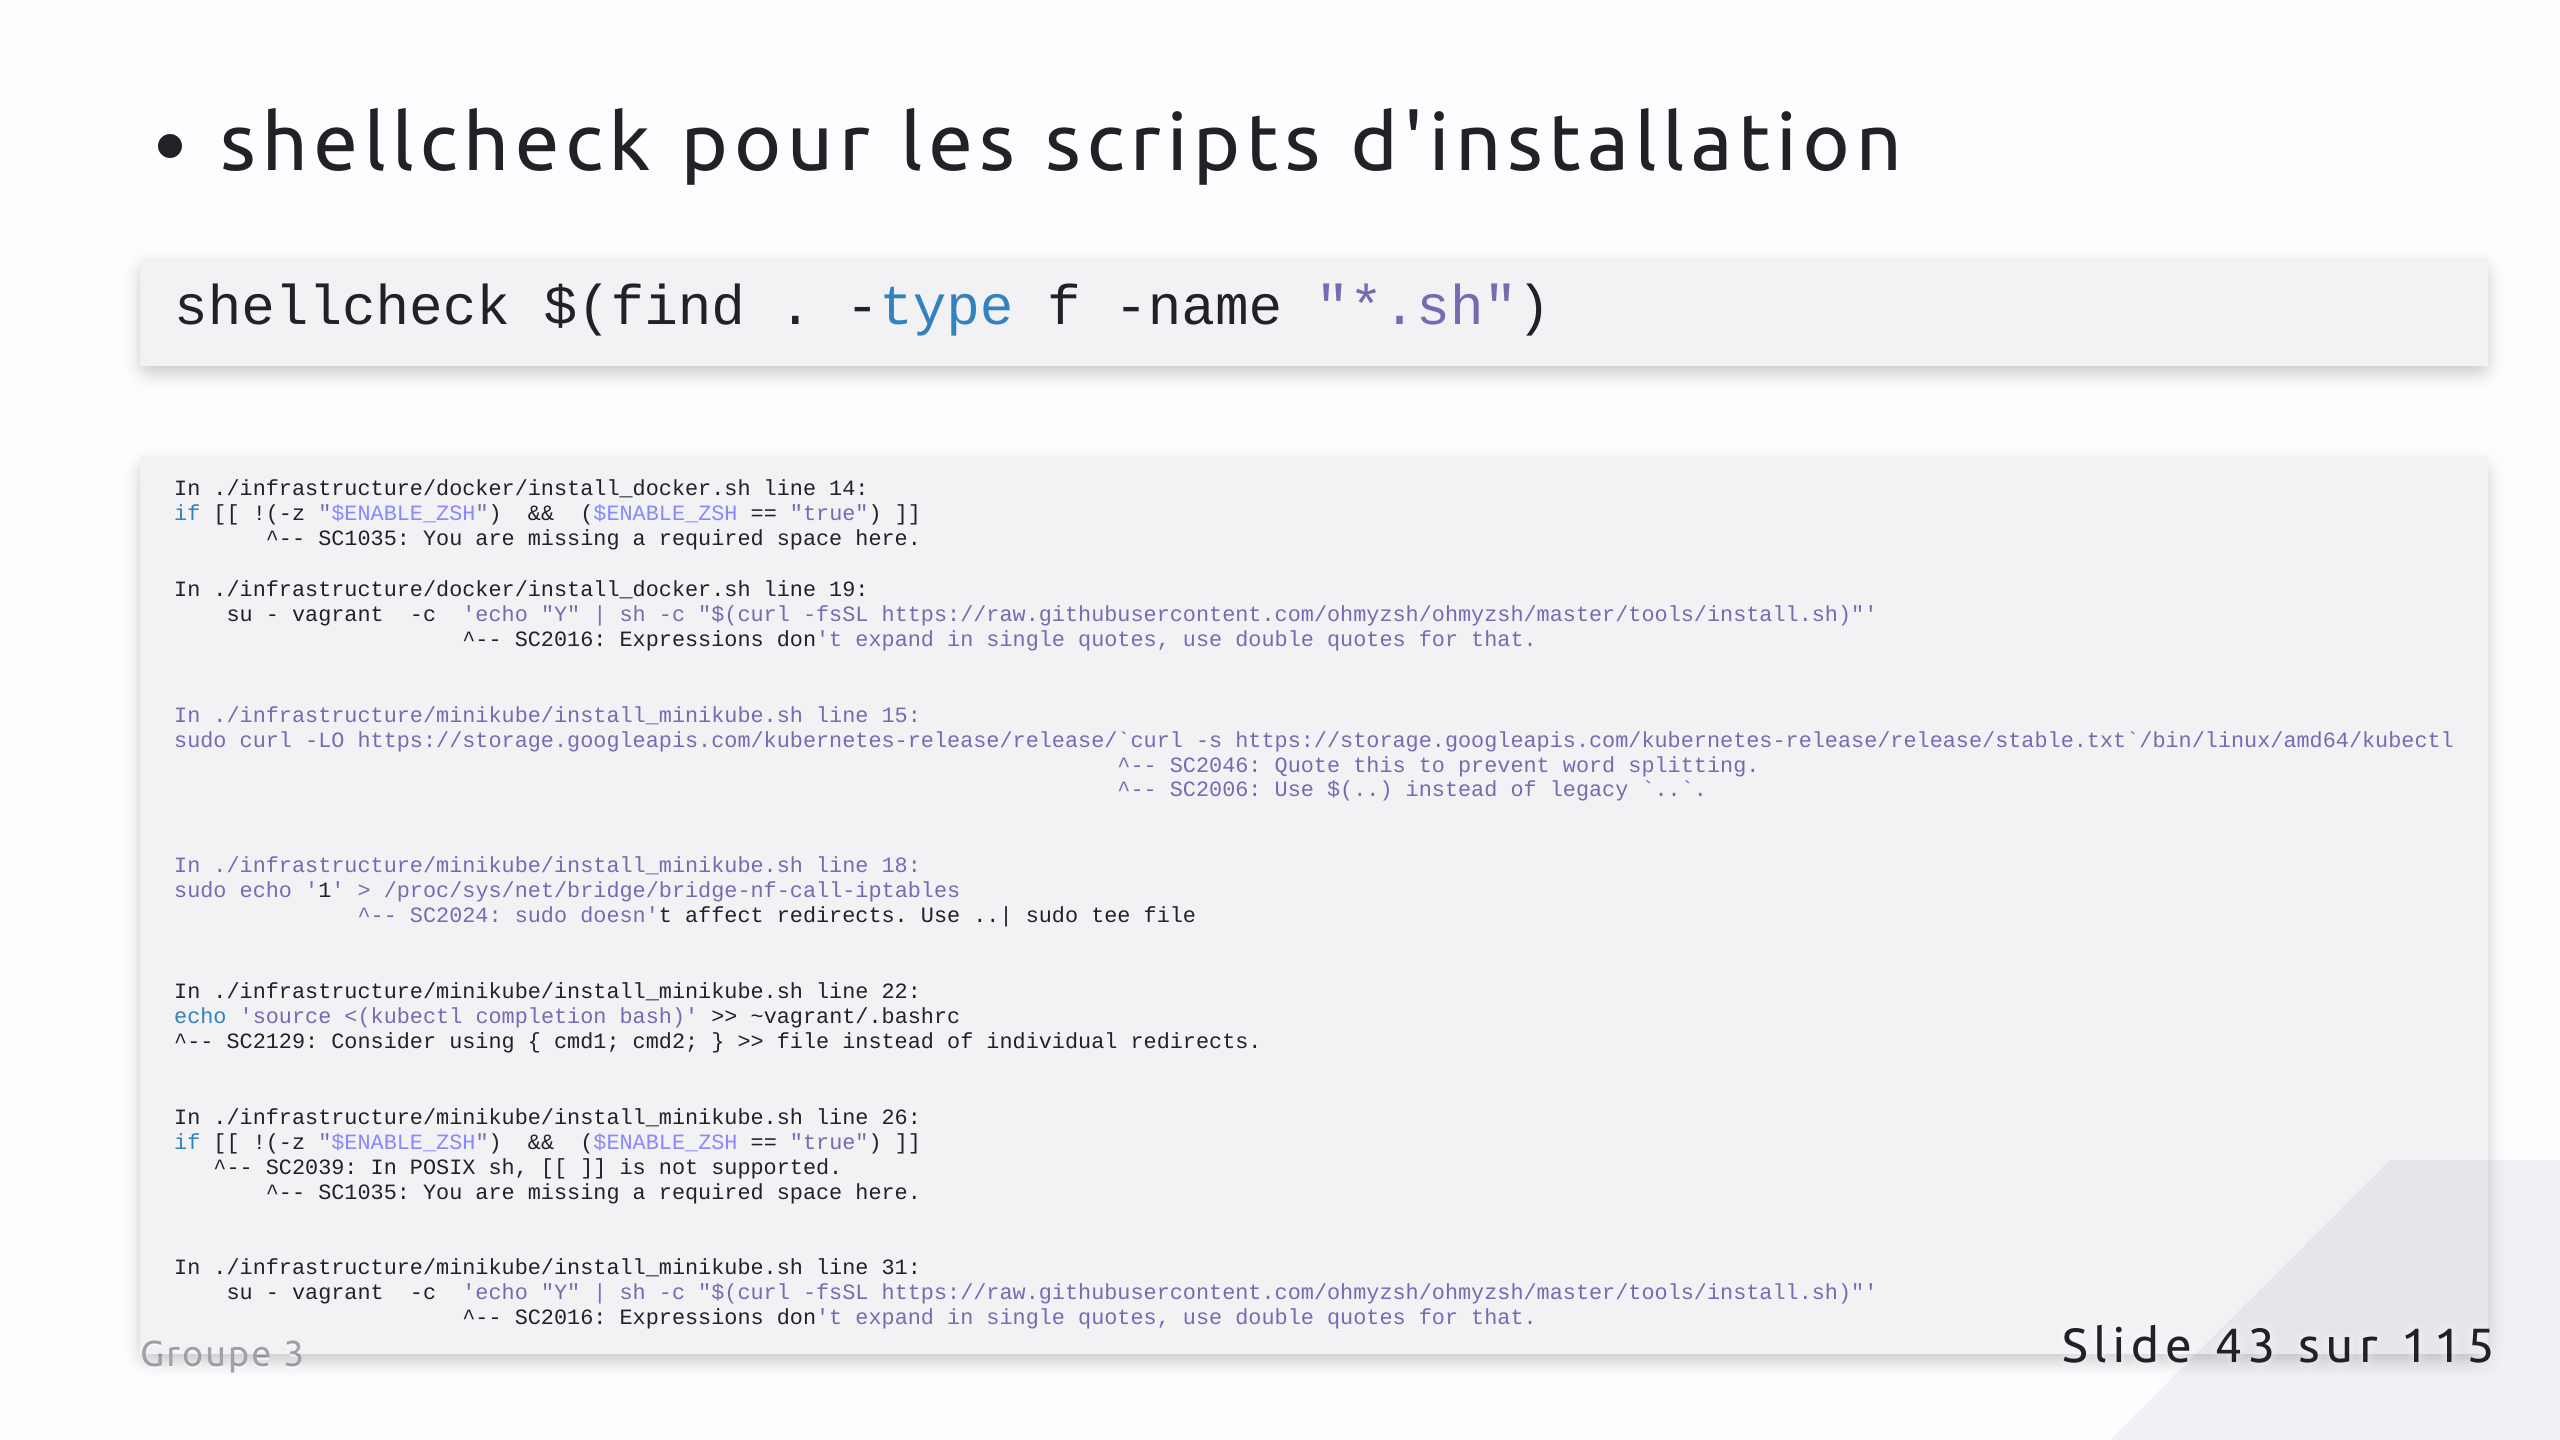 • shellcheck pour les scripts d'installation
shellcheck $(find . -type f -name "*.sh")
In ./infrastructure/docker/install_docker.sh line 14:
if [[ !(-z "$ENABLE_ZSH")  &&  ($ENABLE_ZSH == "true") ]]
       ^-- SC1035: You are missing a required space here.
In ./infrastructure/docker/install_docker.sh line 19:
    su - vagrant  -c  'echo "Y" | sh -c "$(curl -fsSL https://raw.githubusercontent.com/ohmyzsh/ohmyzsh/master/tools/install.sh)"'
                      ^-- SC2016: Expressions don't expand in single quotes, use double quotes for that.
In ./infrastructure/minikube/install_minikube.sh line 15:
sudo curl -LO https://storage.googleapis.com/kubernetes-release/release/`curl -s https://storage.googleapis.com/kubernetes-release/release/stable.txt`/bin/linux/amd64/kubectl
                                                                        ^-- SC2046: Quote this to prevent word splitting.
                                                                        ^-- SC2006: Use $(..) instead of legacy `..`.
In ./infrastructure/minikube/install_minikube.sh line 18:
sudo echo '1' > /proc/sys/net/bridge/bridge-nf-call-iptables
              ^-- SC2024: sudo doesn't affect redirects. Use ..| sudo tee file
In ./infrastructure/minikube/install_minikube.sh line 22:
echo 'source <(kubectl completion bash)' >> ~vagrant/.bashrc
^-- SC2129: Consider using { cmd1; cmd2; } >> file instead of individual redirects.
In ./infrastructure/minikube/install_minikube.sh line 26:
if [[ !(-z "$ENABLE_ZSH")  &&  ($ENABLE_ZSH == "true") ]]
   ^-- SC2039: In POSIX sh, [[ ]] is not supported.
       ^-- SC1035: You are missing a required space here.
In ./infrastructure/minikube/install_minikube.sh line 31:
    su - vagrant  -c  'echo "Y" | sh -c "$(curl -fsSL https://raw.githubusercontent.com/ohmyzsh/ohmyzsh/master/tools/install.sh)"'
                      ^-- SC2016: Expressions don't expand in single quotes, use double quotes for that.
Groupe 3
Slide 43 sur 115